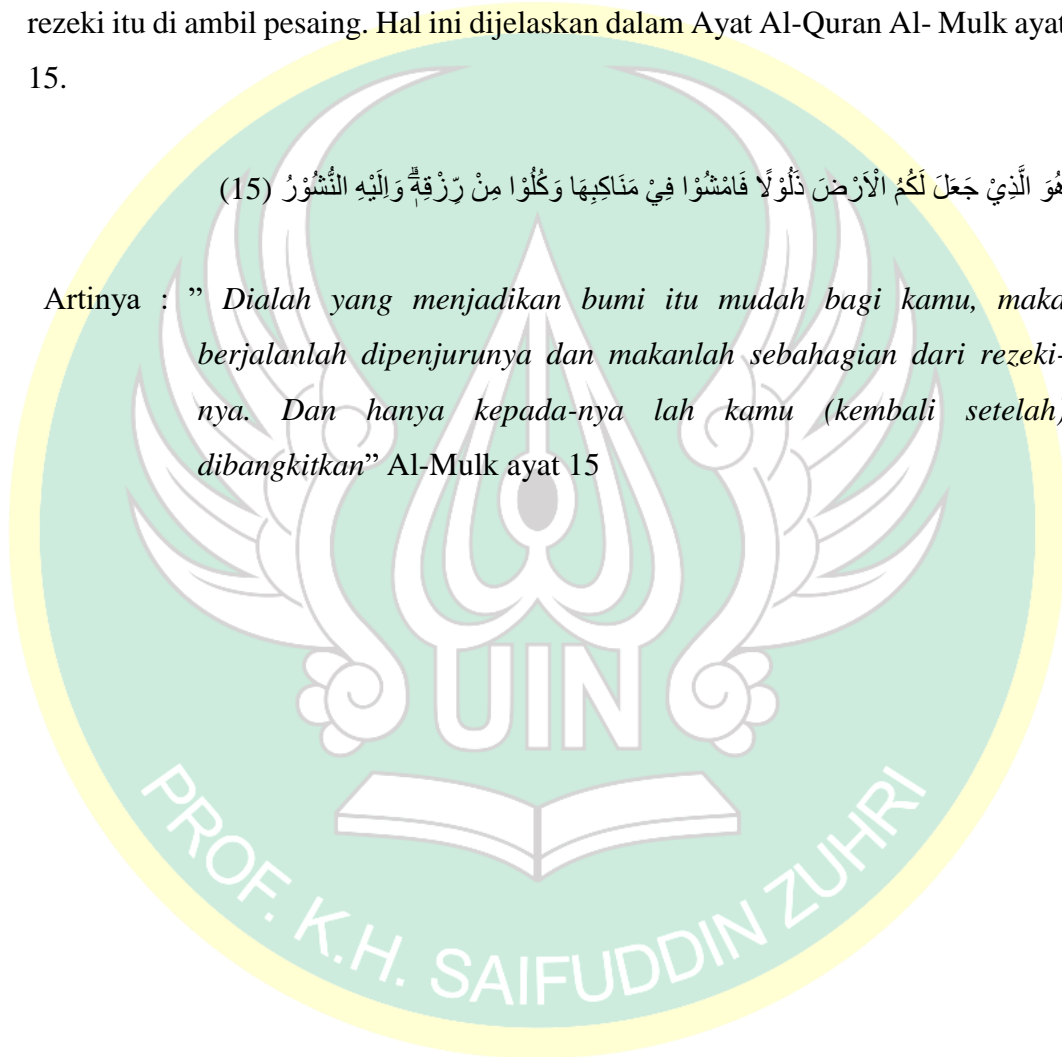 rezeki itu di ambil pesaing. Hal ini dijelaskan dalam Ayat Al-Quran Al- Mulk ayat
15.
هُوَ الَّذِيْ جَعَلَ لَكُمُ الْاَرْضَ ذَلُوْلًا فَامْشُوْا فِيْ مَنَاكِبِهَا وَكُلُوْا مِنْ رِّزْقِهٖۗ وَاِلَيْهِ النُّشُوْرُ (15)
Artinya : ” Dialah yang menjadikan bumi itu mudah bagi kamu, maka
berjalanlah dipenjurunya dan makanlah sebahagian dari rezeki-
nya. Dan hanya kepada-nya lah kamu (kembali setelah)
dibangkitkan” Al-Mulk ayat 15
UIN
PROF. K.H. SAIFUDDIN ZUHRI